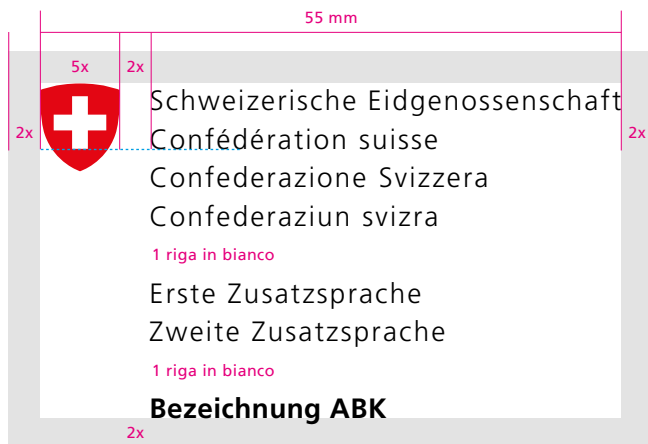 55 mm
5x
2x
2x
2x
Schweizerische Eidgenossenschaft
Confédération suisse
Confederazione Svizzera
Confederaziun svizra
1 riga in bianco
Erste Zusatzsprache
Zweite Zusatzsprache
1 riga in bianco
Bezeichnung ABK
2x